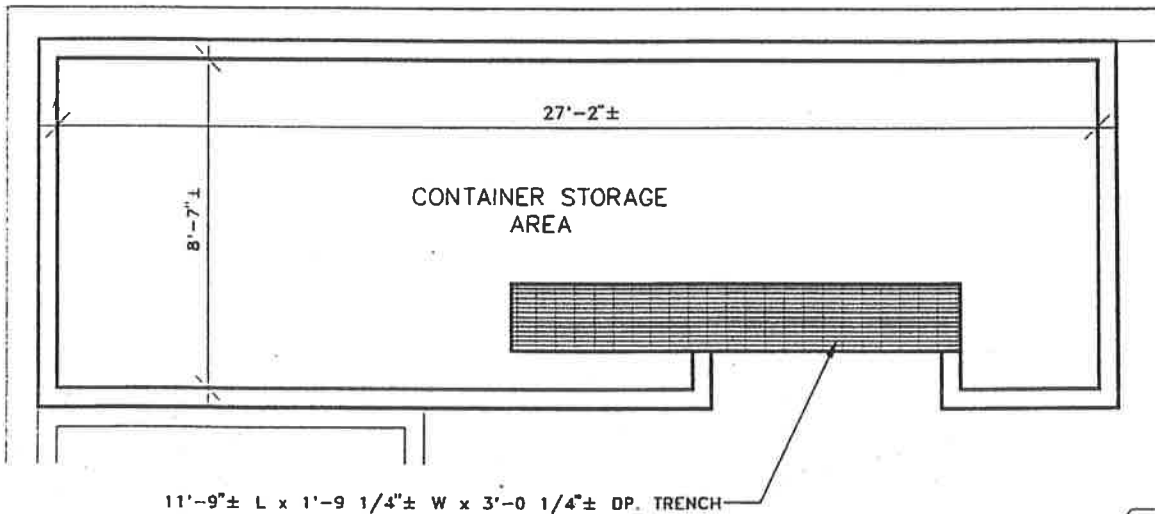 27'-2"±
8'-7"±
CONTAINER STORAGE
AREA
11'-9"± L x 1'-9 1/4"± W x 3'-0 1/4"± DP. TRENCH